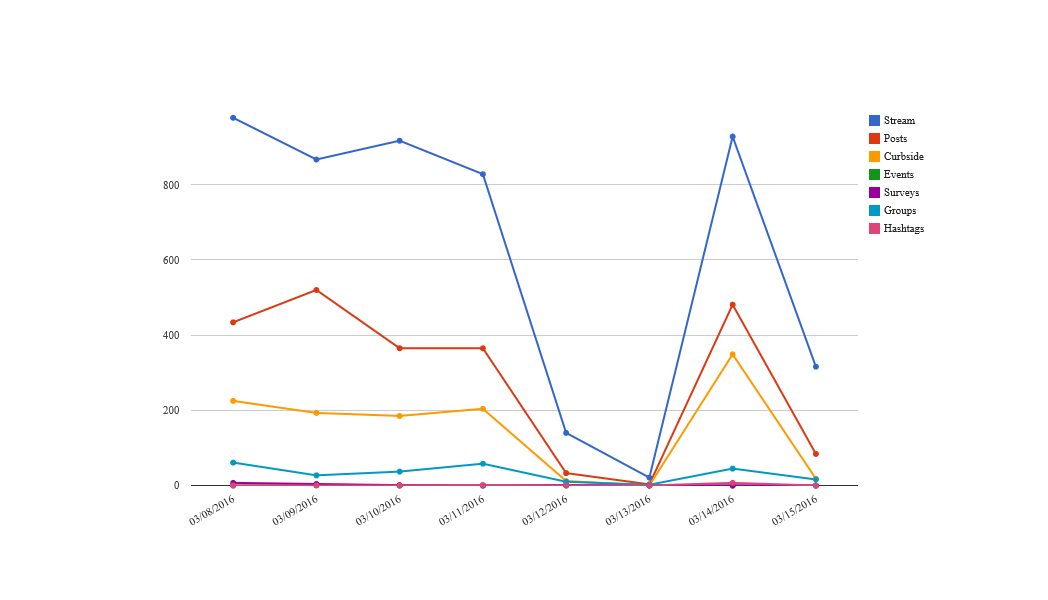 Stream
Posts
Curbside
Events
Surveys
Groups
Hashtags
800
600
400
200
0
03/08/2016
03/09/2016
03/10/2016
03/11/2016
03/12/2016
03/13/2016
03/14/2016
03/15/2016